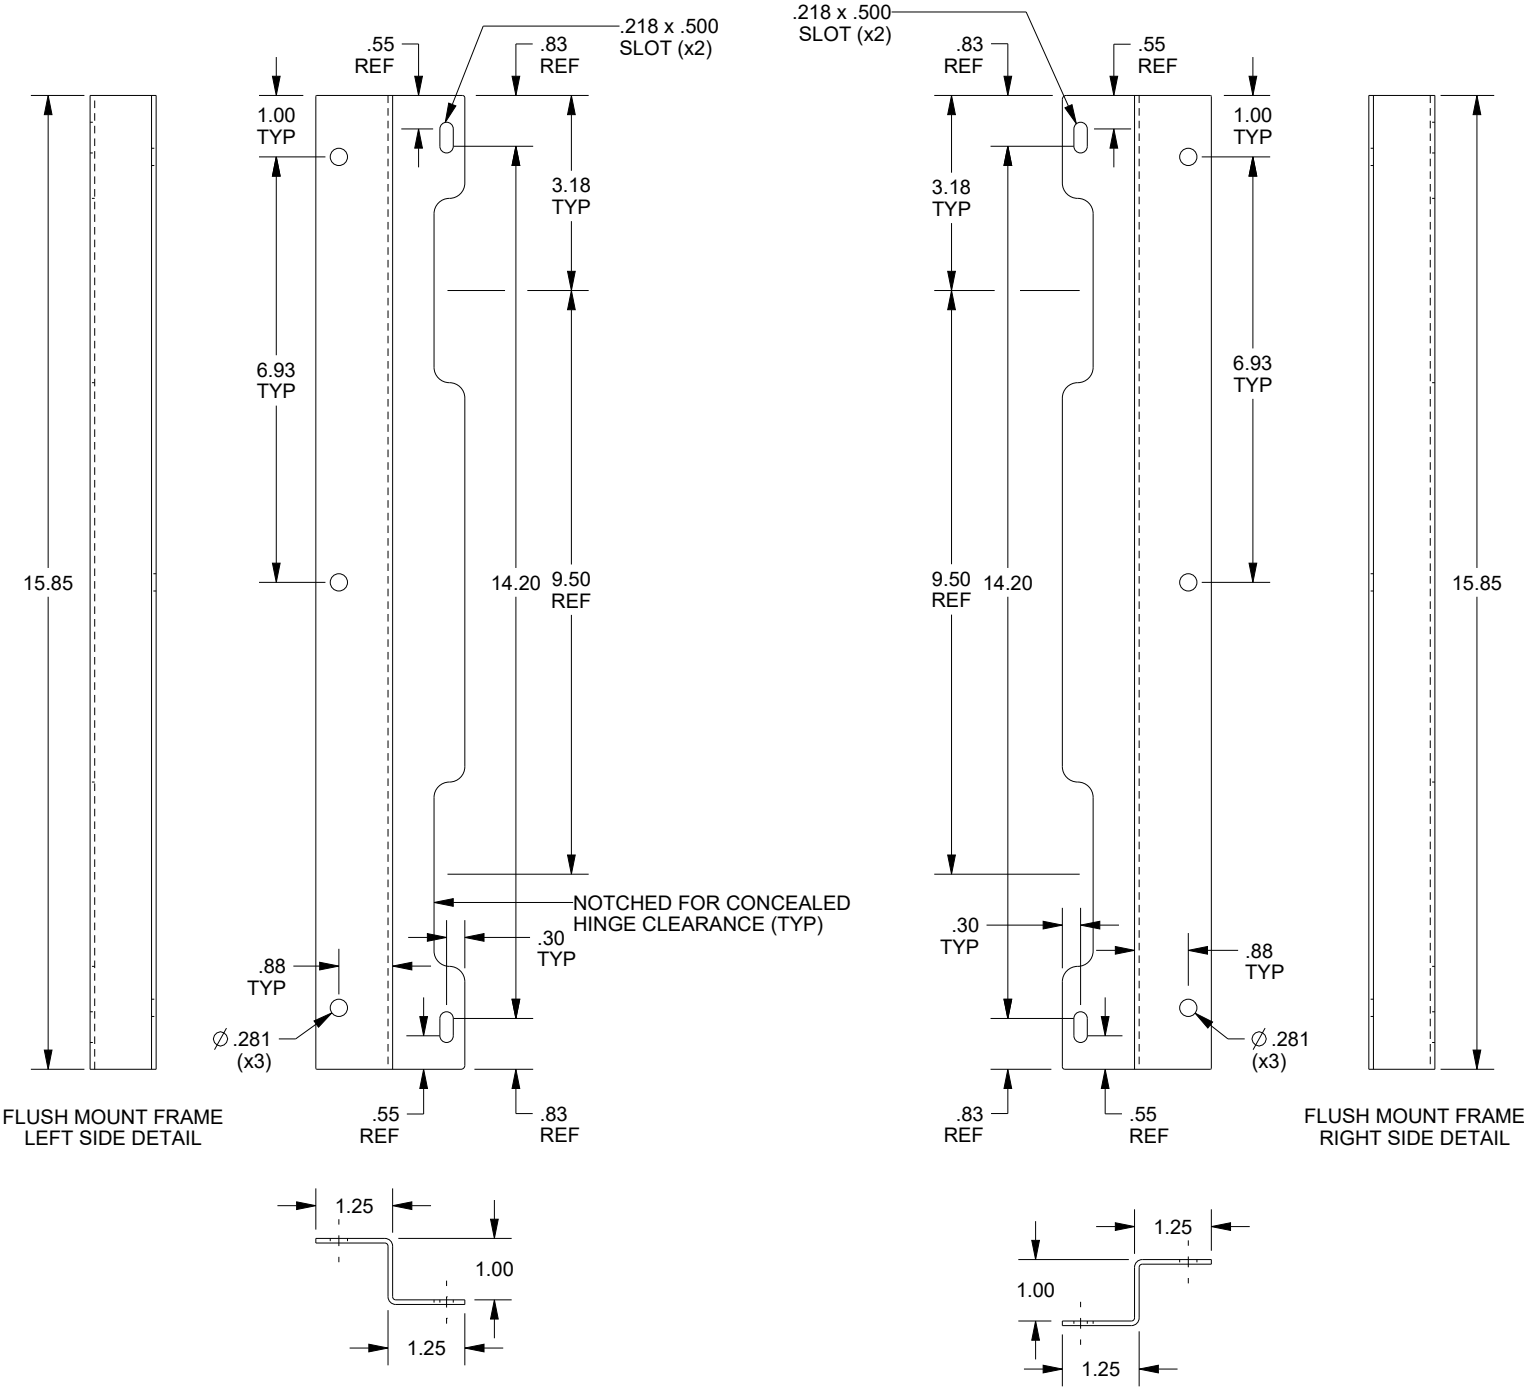 .218 x .500
SLOT (x2)
.55
REF
.83
REF
1.00
TYP
3.18
TYP
6.93
TYP
15.85
14.20
9.50
REF
NOTCHED FOR CONCEALED
HINGE CLEARANCE (TYP)
.30
TYP
.88
TYP
Ø .281
(x3)
.55
REF
.83
REF
FLUSH MOUNT FRAME
LEFT SIDE DETAIL
1.25
1.00
1.25
.218 x .500
SLOT (x2)
.83
REF
.55
REF
1.00
TYP
3.18
TYP
6.93
TYP
9.50
REF
14.20
15.85
.30
TYP
.88
TYP
Ø .281
(x3)
.83
REF
.55
REF
FLUSH MOUNT FRAME
RIGHT SIDE DETAIL
1.25
1.00
1.25